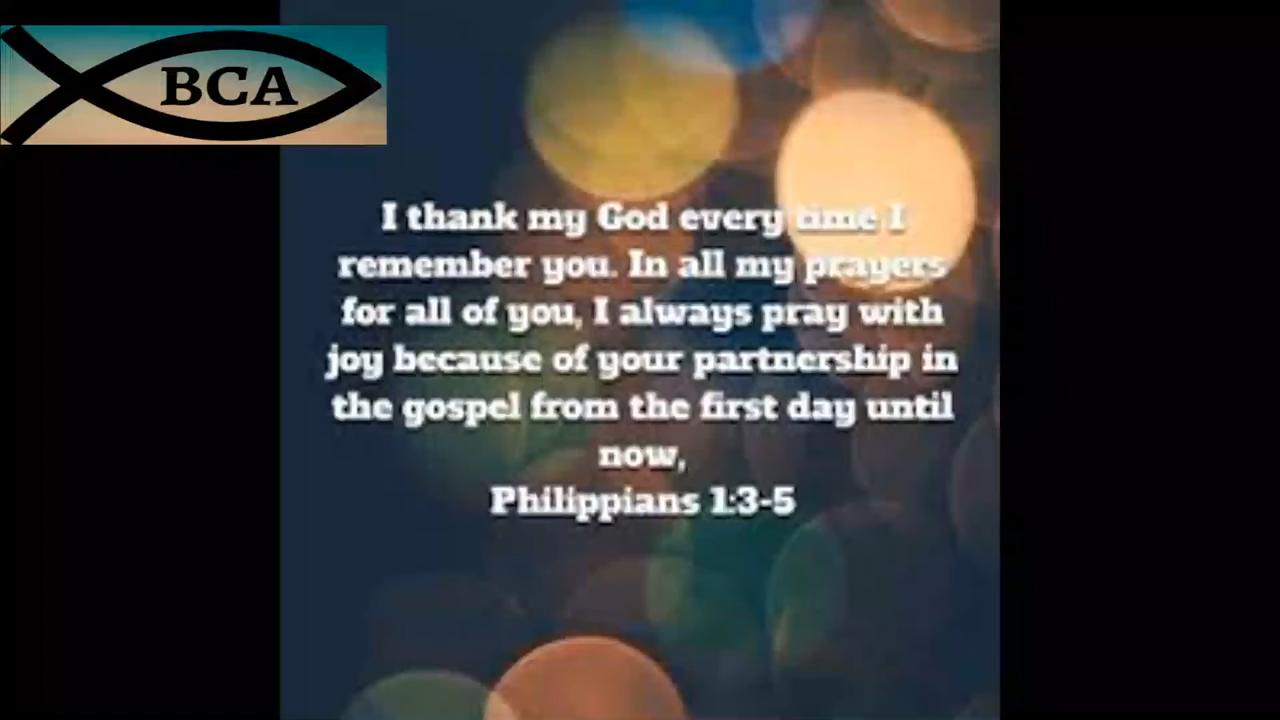 BCA
I thank my God every time I
remember you. In all my prayers
for all of you, I always pray with
joy because of your partnership in
the gospel from the first day until
now,
Philippians 1:3-5